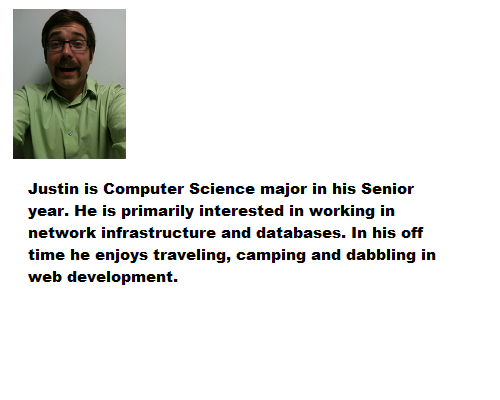 Justin is Computer Science major in his Senior
year. He is primarily interested in working in
network infrastructure and databases. In his off
time he enjoys traveling, camping and dabbling in
web development.